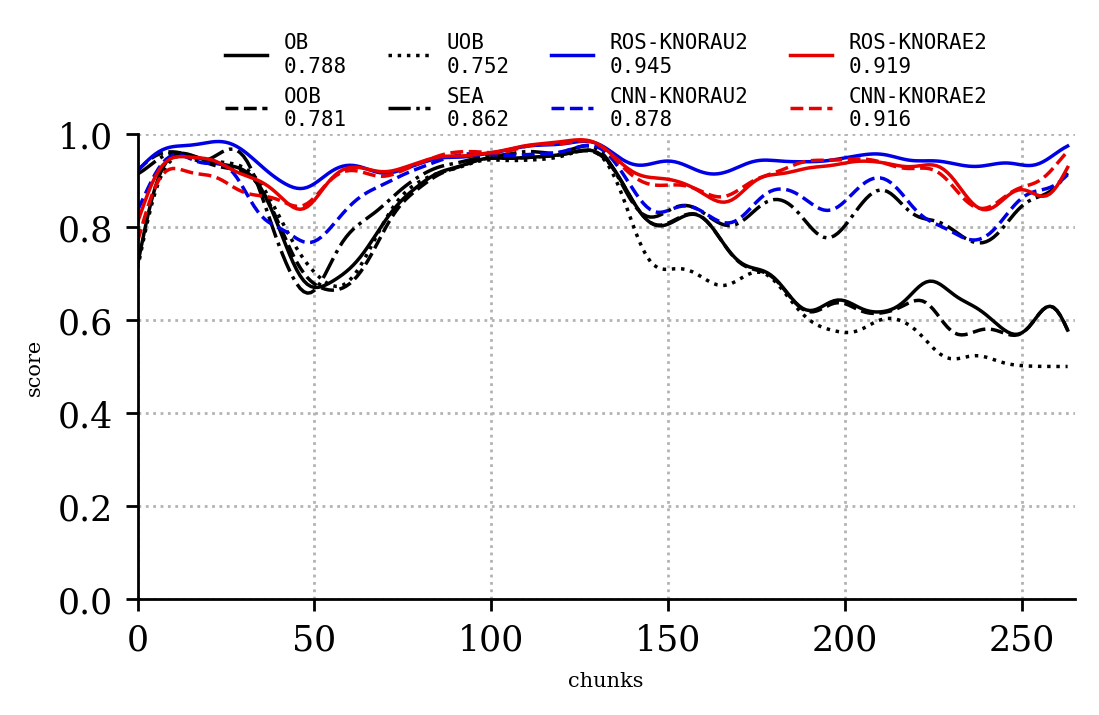 OB UOB ROS-KNORAU2 ROS-KNORAE2
0.788 0.752 0.945 0.919
OOB SEA CNN-KNORAU2 CNN-KNORAE2
0.781 0.862 0.878 0.916
1.0
0.8
0.6
0.4
0.2
0.0
score
0 50 100 150 200 250
chunks